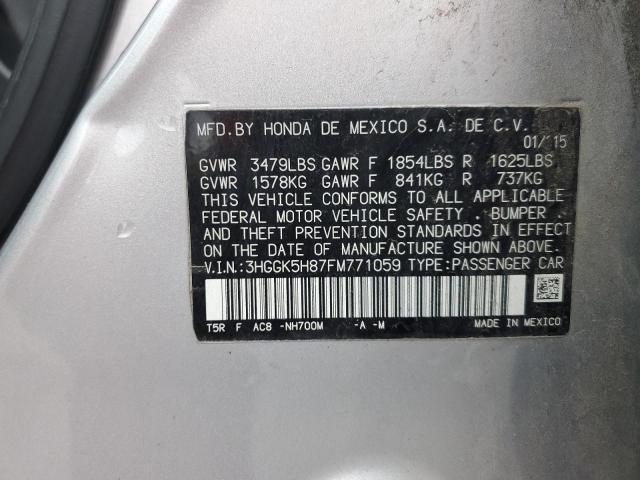 MFD.BY HONDA DE MEXICO S.A. DE C.V.
01/15
GVWR 3479LBS GAWR F 1854LBS R 1625LBS
GVWR 1578KG GAWR F 841KG R 737KG
THIS VEHICLE CONFORMS TO ALL APPLICABLE
FEDERAL MOTOR VEHICLE SAFETY , BUMPER ,
AND THEFT PREVENTION STANDARDS IN EFFECT
ON THE DATE OF MANUFACTURE SHOWN ABOVE.
V.I.N.:3HGGK5H87FM771059 TYPE:PASSENGER CAR
T5R F AC8 -NH700M -A -M MADE IN MEXICO